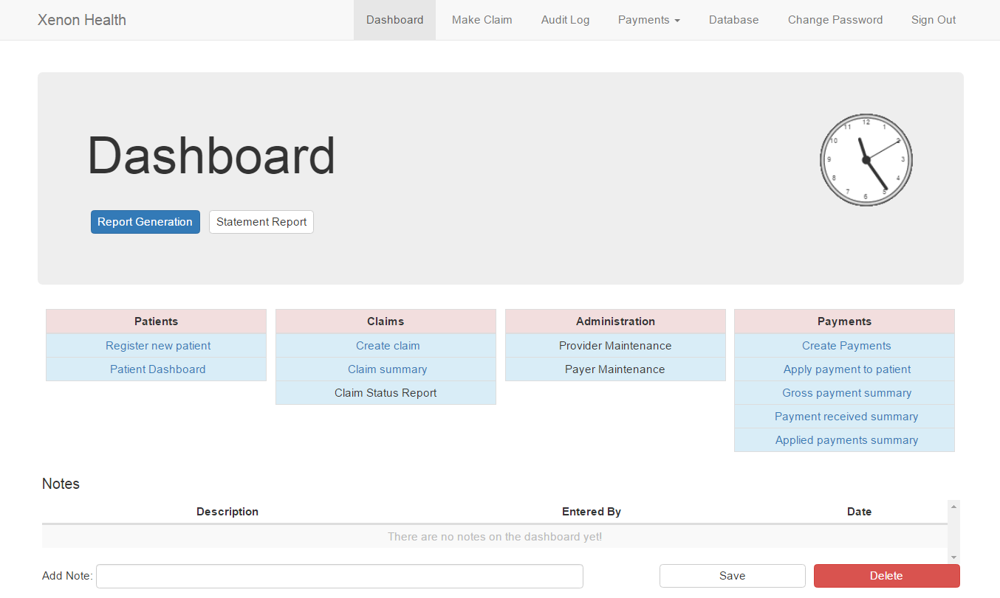 Xenon Health Dashboard Make Claim Audit Log Payments Database Change Password Sign Out
Dashboard
12
11 1
10 2
9 3
8 4
7 5
6
Report Generation Statement Report
Patients Claims Administration Payments
Register new patient Create claim Provider Maintenance Create Payments
Patient Dashboard Claim summary Payer Maintenance Apply payment to patient
Claim Status Report Gross payment summary
Payment received summary
Applied payments summary
Notes
Description Entered By Date
There are no notes on the dashboard yet!
Add Note: Save Delete